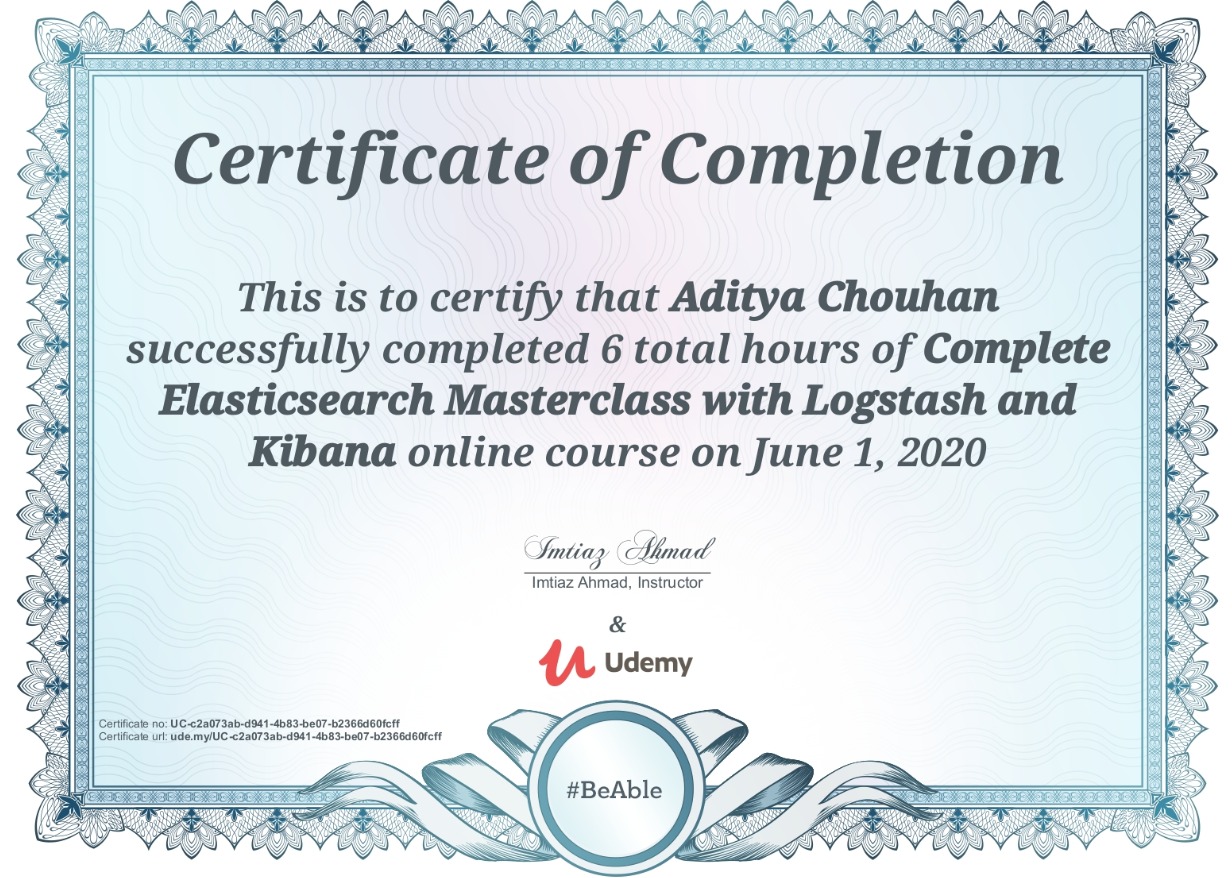 Certificate of Completion
This is to certify that Aditya Chouhan
successfully completed 6 total hours of Complete
Elasticsearch Masterclass with Logstash and
Kibana online course on June 1, 2020
Imtiaz Ahmad
Imtiaz Ahmad, Instructor
&
Udemy
Certificate no: UC-c2a073ab-d941-4b83-be07-b2366d60fcff
Certificate url: ude.my/UC-c2a073ab-d941-4b83-be07-b2366d60fcff
#BeAble